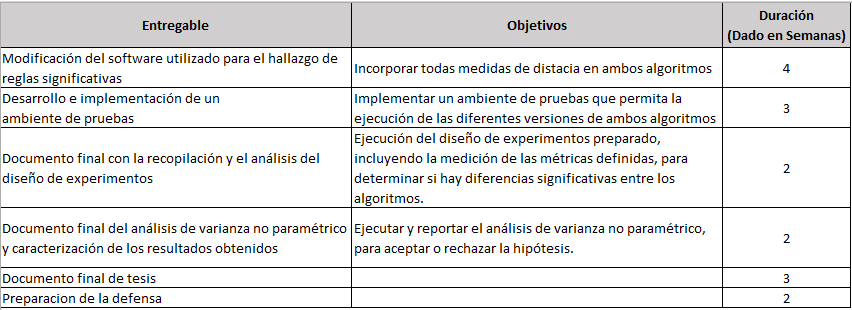 Entregable
Objetivos
Duración
(Dado en Semanas)
Modificación del software utilizado para el hallazgo de
reglas significativas
Incorporar todas medidas de distacia en ambos algoritmos
4
Desarrollo e implementación de un
ambiente de pruebas
Implementar un ambiente de pruebas que permita la
ejecución de las diferentes versiones de ambos algoritmos
3
Documento final con la recopilación y el análisis del
diseño de experimentos
Ejecución del diseño de experimentos preparado,
incluyendo la medición de las métricas definidas, para
determinar si hay diferencias significativas entre los
algoritmos.
2
Documento final del análisis de varianza no paramétrico
y caracterización de los resultados obtenidos
Ejecutar y reportar el análisis de varianza no paramétrico,
para aceptar o rechazar la hipótesis.
2
Documento final de tesis
3
Preparacion de la defensa
2